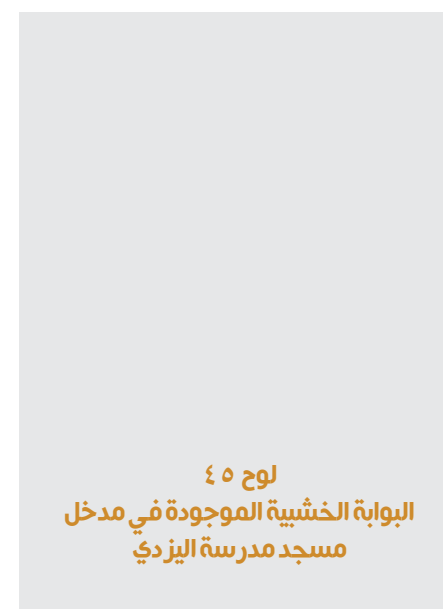 لوح ٤٥
البوابة الخشبية الموجودة في مدخل
مسجد مدرسة اليزدي